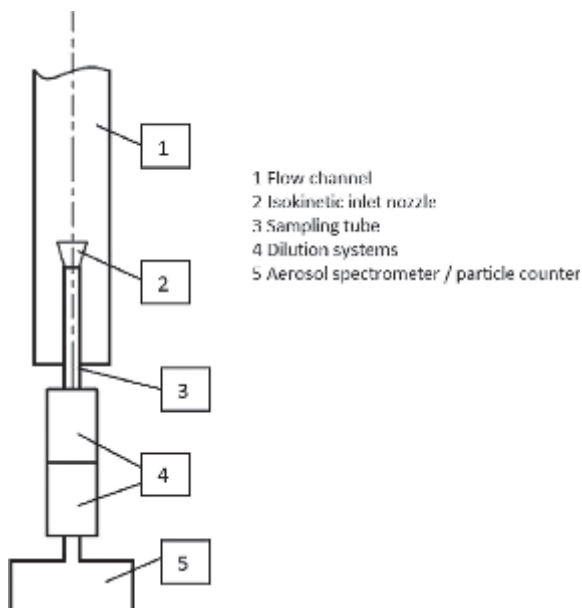 1
2
3
4
5
1 Flow channel
2 Isokinetic inlet nozzle
3 Sampling tube
4 Dilution systems
5 Aerosol spectrometer / particle counter